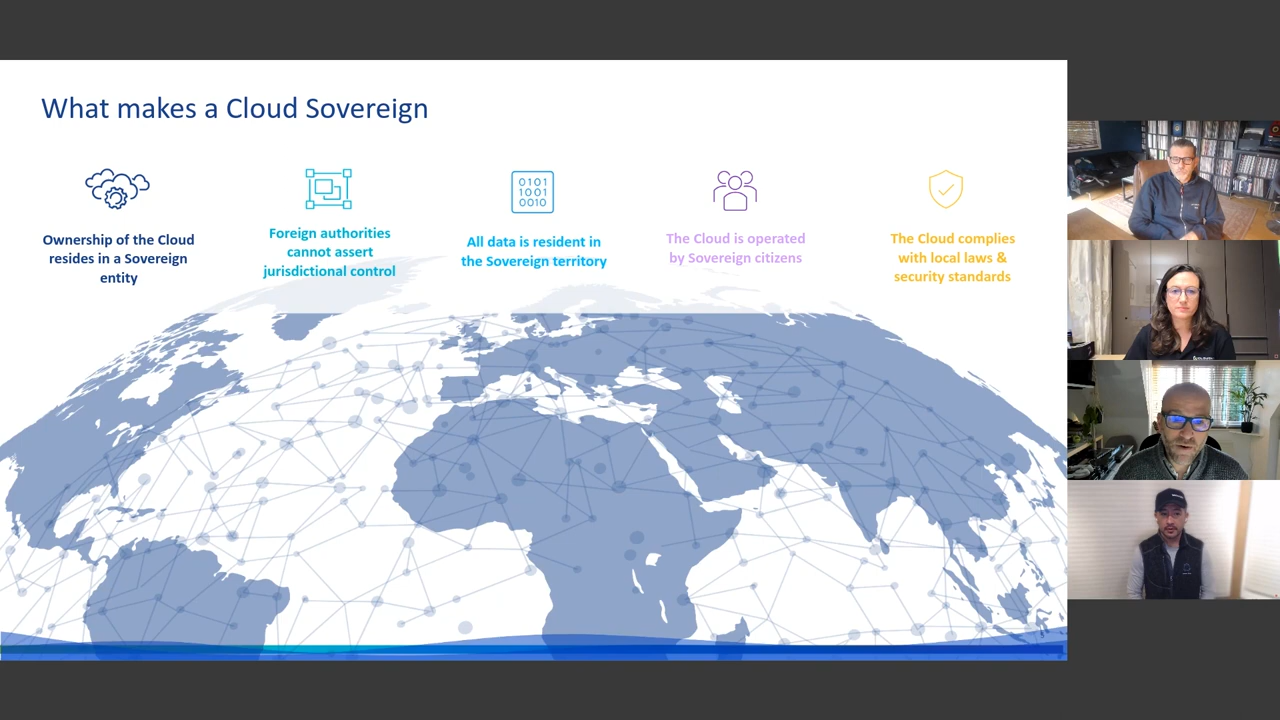 What makes a Cloud Sovereign
0101
1001
0010
Ownership of the Cloud
resides in a Sovereign
entity
Foreign authorities
cannot assert
jurisdictional control
All data is resident in
the Sovereign territory
The Cloud is operated
by Sovereign citizens
The Cloud complies
with local laws &
security standards